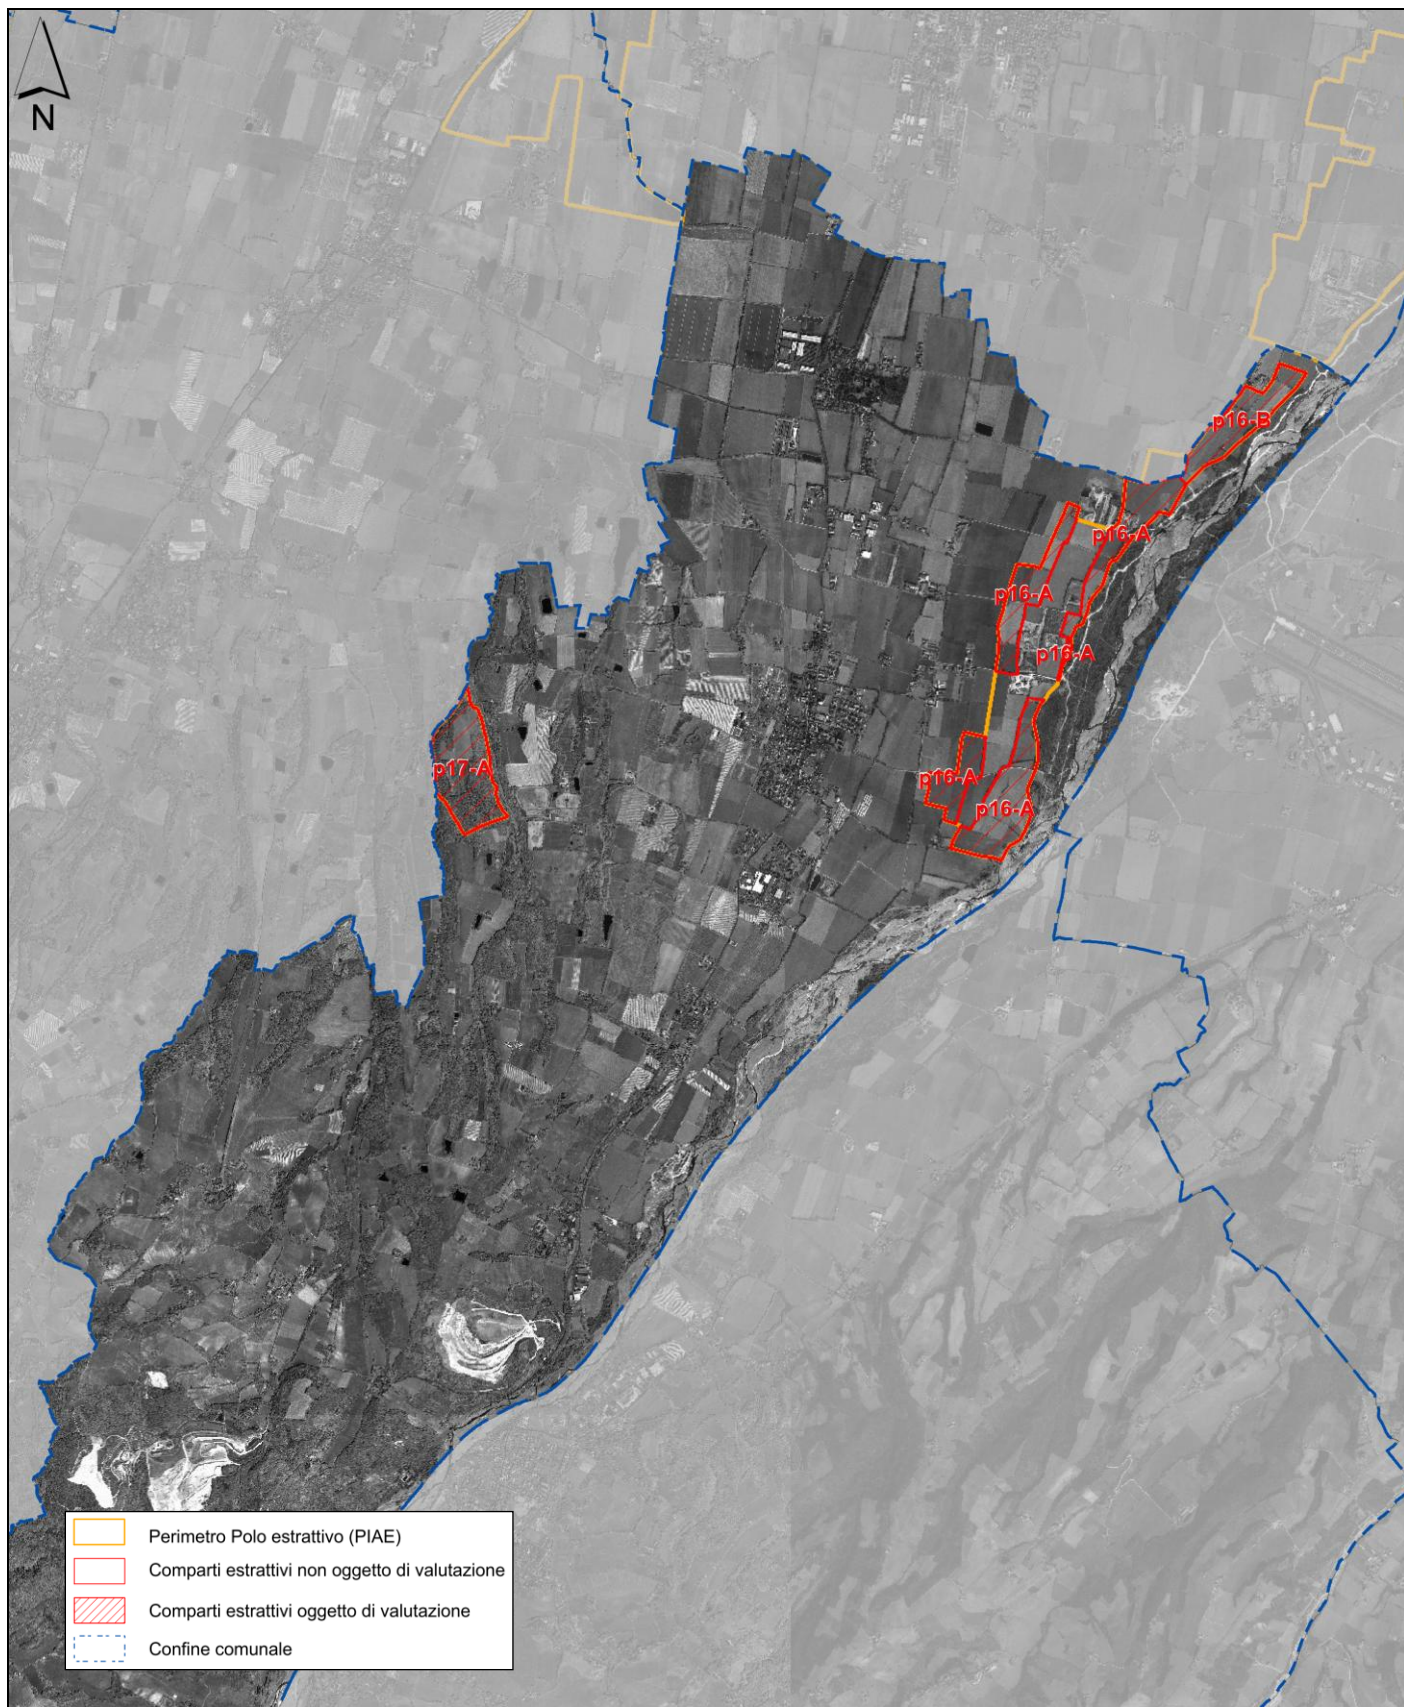 N
p16-B
p16-A
p16-A
p16-A
p17-A
p16-A
p16-A
Perimetro Polo estrattivo (PIAE)
Comparti estrattivi non oggetto di valutazione
Comparti estrattivi oggetto di valutazione
Confine comunale